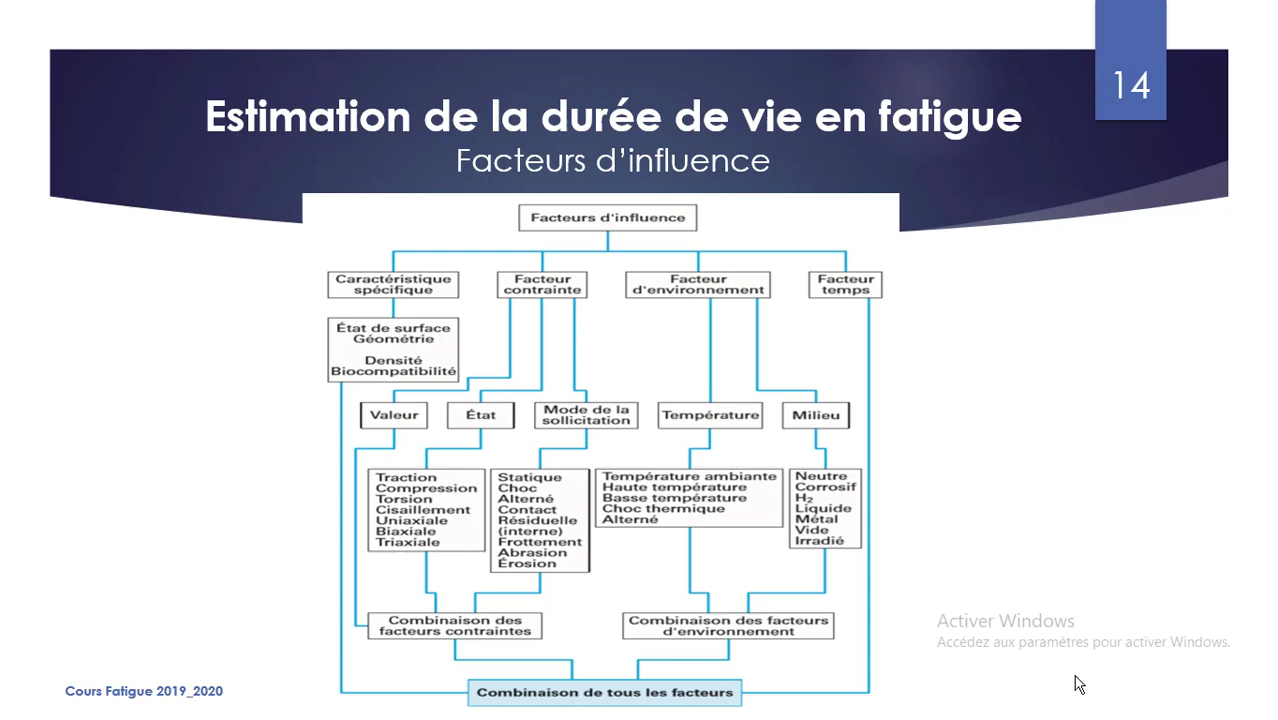 14
Estimation de la durée de vie en fatigue
Facteurs d’influence
Facteurs d'influence
Caractéristique
spécifique
Facteur
contrainte
Facteur
d'environnement
Facteur
temps
État de surface
Géométrie
Densité
Biocompatibilité
Valeur
État
Mode de la
sollicitation
Température
Milieu
Traction
Compression
Torsion
Cisaillement
Uniaxiale
Biaxiale
Triaxiale
Statique
Choc
Alterné
Contact
Résiduelle
(interne)
Frottement
Abrasion
Érosion
Température ambiante
Haute température
Basse température
Choc thermique
Alterné
Neutre
Corrosif
H2
Liquide
Métal
Vide
Irradié
Combinaison des
facteurs contraintes
Combinaison des facteurs
d'environnement
Combinaison de tous les facteurs
Activer Windows
Accédez aux paramètres pour activer Windows.
Cours Fatigue 2019_2020